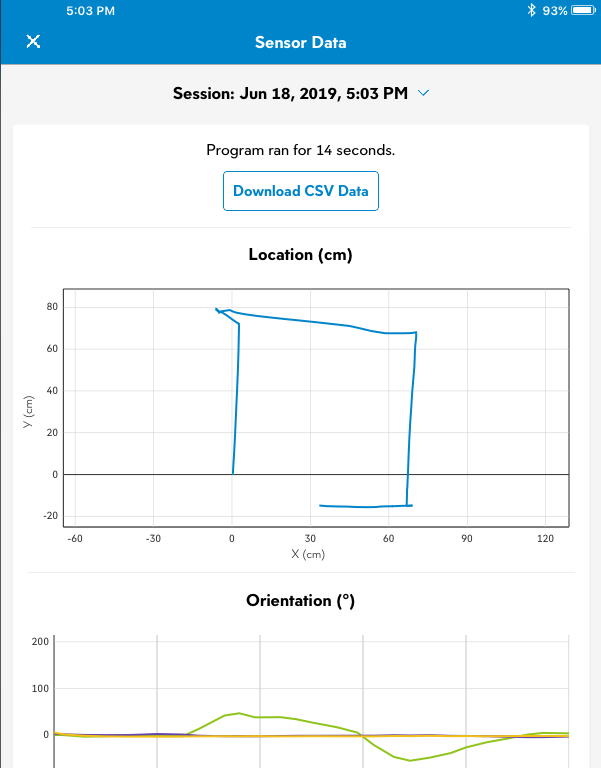 5:03 PM
93%
Sensor Data
Session: Jun 18, 2019, 5:03 PM
Program ran for 14 seconds.
Download CSV Data
Location (cm)
80
60
40
20
0
-20
Y (cm)
-60 -30 0 30 60 90 120
X (cm)
Orientation (°)
200
100
0